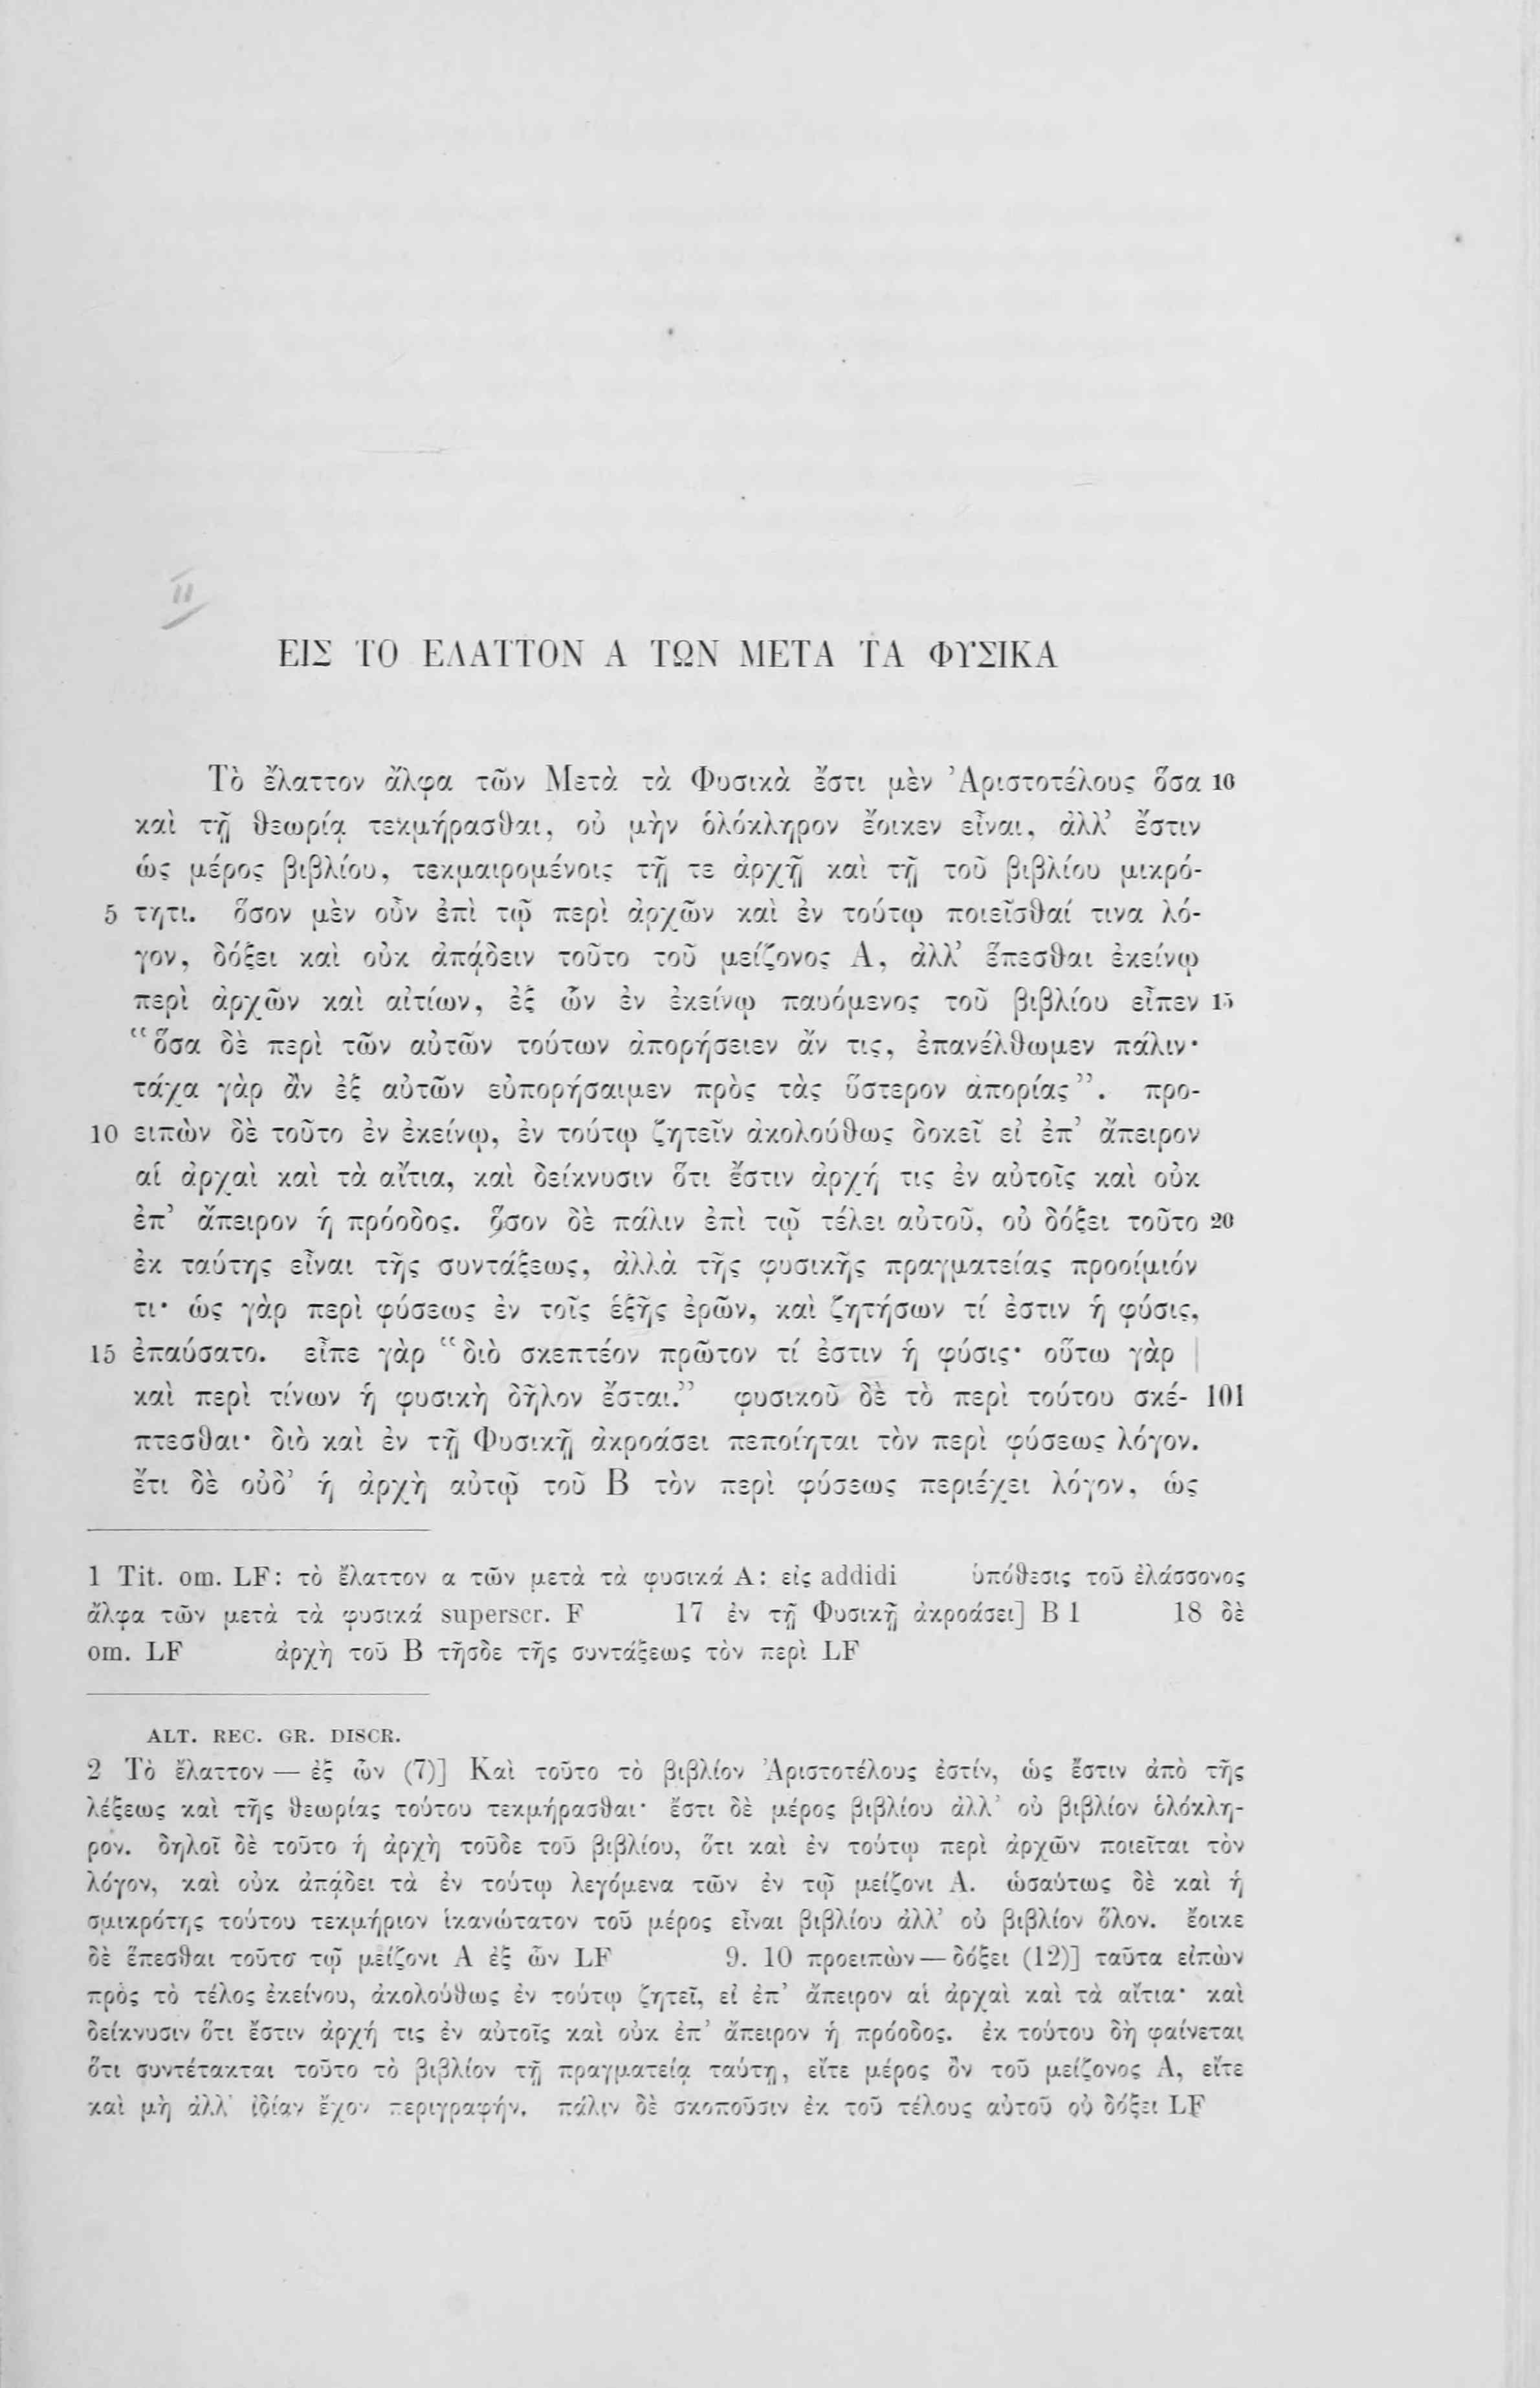 II
ΕΙΣ ΤΟ ΕΛΑΤΤΟΝ Α ΤΩΝ ΜΕΤΑ ΤΑ ΦΥΣΙΚΑ
Τὸ ἔλαττον ἄλφα τῶν Μετὰ τὰ Φυσικὰ ἔστι μὲν Ἀριστοτέλους ὅσα 10
καὶ τῇ θεωρίᾳ τεκμήρασθαι, οὐ μὴν ὁλόκληρον ἔοικεν εἶναι, ἀλλ’ ἔστιν
ὡς μέρος βιβλίου, τεκμαιρομένοις τῇ τε ἀρχῇ καὶ τῇ τοῦ βιβλίου μικρό-
5 τητι. ὅσον μὲν οὖν ἐπὶ τῷ περὶ ἀρχῶν καὶ ἐν τούτῳ ποιεῖσθαί τινα λό-
γον, δόξει καὶ οὐκ ἀπᾴδειν τοῦτο τοῦ μείζονος Α, ἀλλ’ ἕπεσθαι ἐκείνῳ
περὶ ἀρχῶν καὶ αἰτίων, ἐξ ὧν ἐν ἐκείνῳ παυόμενος τοῦ βιβλίου εἶπεν 15
“ὅσα δὲ περὶ τῶν αὐτῶν τούτων ἀπορήσειεν ἄν τις, ἐπανέλθωμεν πάλιν·
τάχα γὰρ ἂν ἐξ αὐτῶν εὐπορήσαιμεν πρὸς τὰς ὕστερον ἀπορίας”. προ-
10 ειπὼν δὲ τοῦτο ἐν ἐκείνῳ, ἐν τούτῳ ζητεῖν ἀκολούθως δοκεῖ εἰ ἐπ’ ἄπειρον
αἱ ἀρχαὶ καὶ τὰ αἴτια, καὶ δείκνυσιν ὅτι ἔστιν ἀρχή τις ἐν αὐτοῖς καὶ οὐκ
ἐπ’ ἄπειρον ἡ πρόοδος. ὅσον δὲ πάλιν ἐπὶ τῷ τέλει αὐτοῦ, οὐ δόξει τοῦτο 20
ἐκ ταύτης εἶναι τῆς συντάξεως, ἀλλὰ τῆς φυσικῆς πραγματείας προοίμιόν
τι· ὡς γὰρ περὶ φύσεως ἐν τοῖς ἑξῆς ἐρῶν, καὶ ζητήσων τί ἐστιν ἡ φύσις,
15 ἐπαύσατο. εἶπε γὰρ “διὸ σκεπτέον πρῶτον τί ἐστιν ἡ φύσις· οὕτω γὰρ |
καὶ περὶ τίνων ἡ φυσικὴ δῆλον ἔσται.” φυσικοῦ δὲ τὸ περὶ τούτου σκέ- 101
πτεσθαι· διὸ καὶ ἐν τῇ Φυσικῇ ἀκροάσει πεποίηται τὸν περὶ φύσεως λόγον.
ἔτι δὲ οὐδ’ ἡ ἀρχὴ αὐτῷ τοῦ Β τὸν περὶ φύσεως περιέχει λόγον, ὡς
1 Tit. om. LF: τὸ ἔλαττον α τῶν μετὰ τὰ φυσικά A: εἰς addidi ὑπόθεσις τοῦ ἐλάσσονος
ἄλφα τῶν μετὰ τὰ φυσικά superscr. F 17 ἐν τῇ Φυσικῇ ἀκροάσει] B 1 18 δὲ
om. LF ἀρχὴ τοῦ Β τῆσδε τῆς συντάξεως τὸν περὶ LF
ALT. REC. GR. DISCR.
2 Τὸ ἔλαττον — ἐξ ὧν (7)] Καὶ τοῦτο τὸ βιβλίον Ἀριστοτέλους ἐστίν, ὡς ἔστιν ἀπὸ τῆς
λέξεως καὶ τῆς θεωρίας τούτου τεκμήρασθαι· ἔστι δὲ μέρος βιβλίου ἀλλ’ οὐ βιβλίον ὁλόκλη-
ρον. δηλοῖ δὲ τοῦτο ἡ ἀρχὴ τοῦδε τοῦ βιβλίου, ὅτι καὶ ἐν τούτῳ περὶ ἀρχῶν ποιεῖται τὸν
λόγον, καὶ οὐκ ἀπᾴδει τὰ ἐν τούτῳ λεγόμενα τῶν ἐν τῷ μείζονι Α. ὡσαύτως δὲ καὶ ἡ
σμικρότης τούτου τεκμήριον ἱκανώτατον τοῦ μέρος εἶναι βιβλίου ἀλλ’ οὐ βιβλίον ὅλον. ἔοικε
δὲ ἕπεσθαι τοῦτο τῷ μείζονι Α ἐξ ὧν LF 9. 10 προειπὼν — δόξει (12)] ταῦτα εἰπὼν
πρὸς τὸ τέλος ἐκείνου, ἀκολούθως ἐν τούτῳ ζητεῖ, εἰ ἐπ’ ἄπειρον αἱ ἀρχαὶ καὶ τὰ αἴτια· καὶ
δείκνυσιν ὅτι ἔστιν ἀρχή τις ἐν αὐτοῖς καὶ οὐκ ἐπ’ ἄπειρον ἡ πρόοδος. ἐκ τούτου δὴ φαίνεται
ὅτι συντέτακται τοῦτο τὸ βιβλίον τῇ πραγματείᾳ ταύτῃ, εἴτε μέρος ὂν τοῦ μείζονος Α, εἴτε
καὶ μὴ ἀλλ’ ἰδίαν ἔχον περιγραφήν. πάλιν δὲ σκοποῦσιν ἐκ τοῦ τέλους αὐτοῦ οὐ δόξει LF